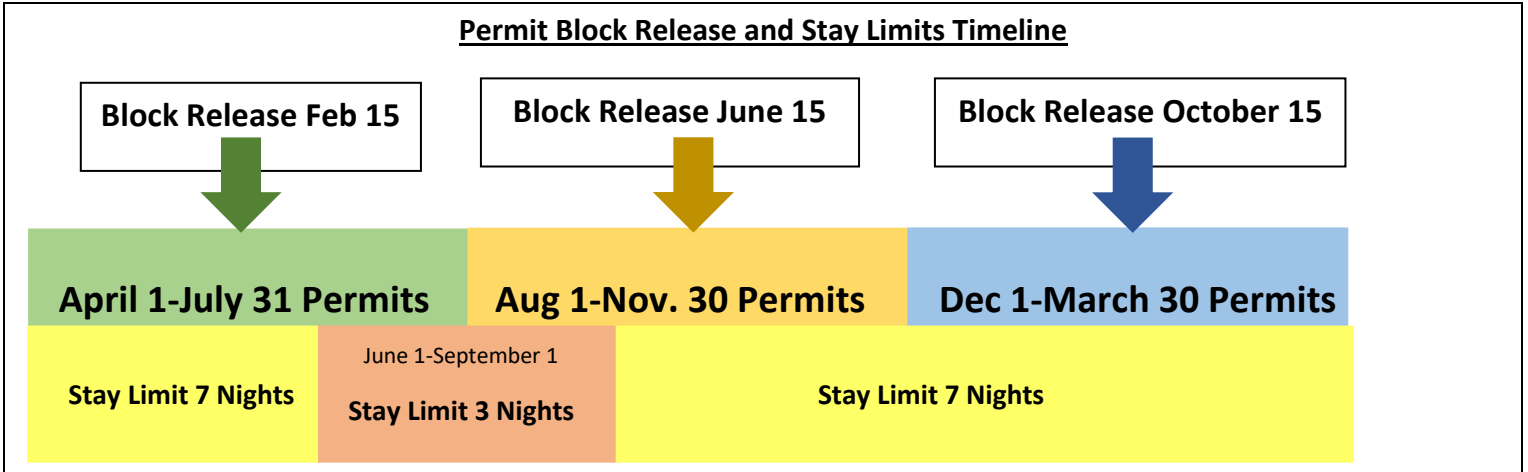 Permit Block Release and Stay Limits Timeline
Block Release Feb 15
Block Release June 15
Block Release October 15
April 1-July 31 Permits
Aug 1-Nov. 30 Permits
Dec 1-March 30 Permits
Stay Limit 7 Nights
June 1-September 1
Stay Limit 3 Nights
Stay Limit 7 Nights